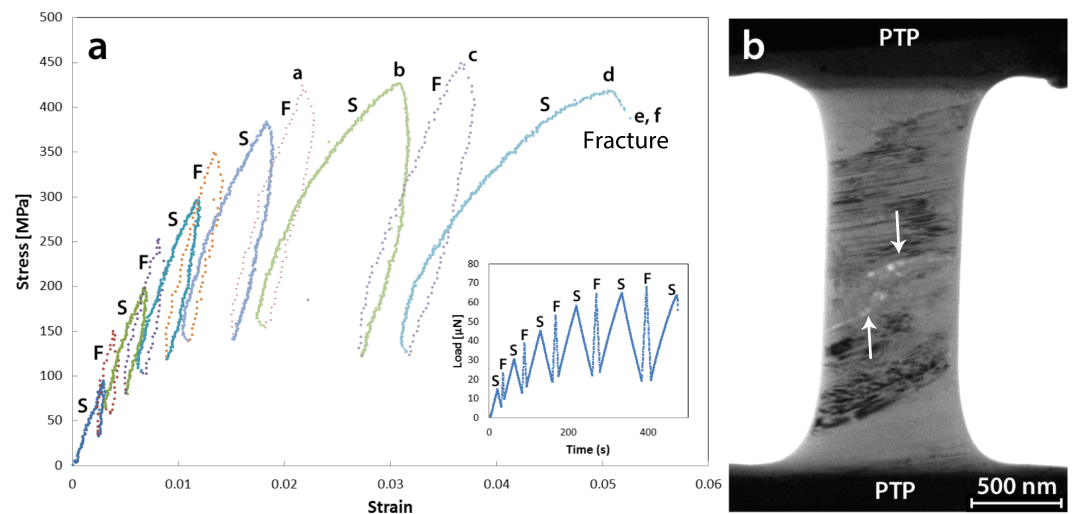 a
Stress [MPa]
500
450
400
350
300
250
200
150
100
50
0
0
0.01
0.02
0.03
0.04
0.05
0.06
Strain
S
F
S
F
S
F
S
F
a
S
b
F
c
S
d
e, f
Fracture
Load [µN]
80
70
60
50
40
30
20
10
0
0
200
400
Time (s)
S
F
S
F
S
F
S
F
S
F
S
b
PTP
PTP
500 nm